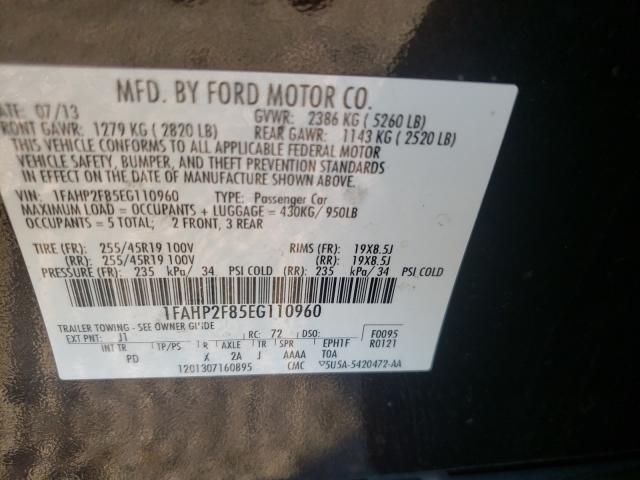 MFD. BY FORD MOTOR CO.
DATE: 07/13 GVWR: 2386 KG ( 5260 LB)
FRONT GAWR: 1279 KG ( 2820 LB) REAR GAWR: 1143 KG ( 2520 LB)
THIS VEHICLE CONFORMS TO ALL APPLICABLE FEDERAL MOTOR
VEHICLE SAFETY, BUMPER, AND THEFT PREVENTION STANDARDS
IN EFFECT ON THE DATE OF MANUFACTURE SHOWN ABOVE.
VIN: 1FAHP2F85EG110960 TYPE: Passenger Car
MAXIMUM LOAD = OCCUPANTS + LUGGAGE = 430KG/ 950LB
OCCUPANTS = 5 TOTAL; 2 FRONT, 3 REAR
TIRE (FR): 255/45R19 100V RIMS (FR): 19X8.5J
(RR): 255/45R19 100V (RR): 19X8.5J
PRESSURE (FR): 235 kPa/ 34 PSI COLD (RR): 235 kPa/34 PSI COLD
1FAHP2F85EG110960
TRAILER TOWING - SEE OWNER GUIDE
EXT PNT: J1 RC: 72 DSO: F0095
INT TR TP/PS R AXLE TR SPR EPH1F R0121
PD X 2A J AAAA TOA
1201307160895 CMC ▽5U5A-5420472-AA